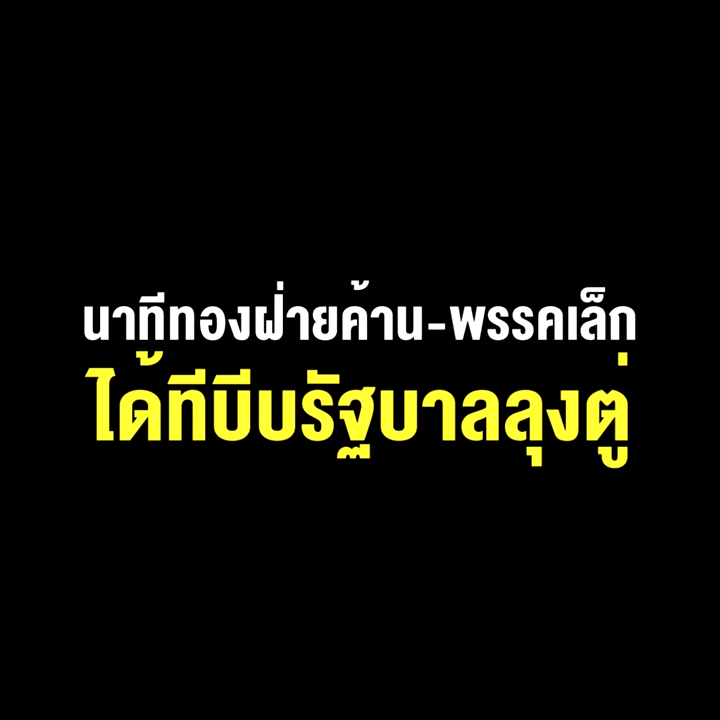 นาทีทองฝ่ายค้าน-พรรคเล็ก
ได้ทีบีบรัฐบาลลุงตู่